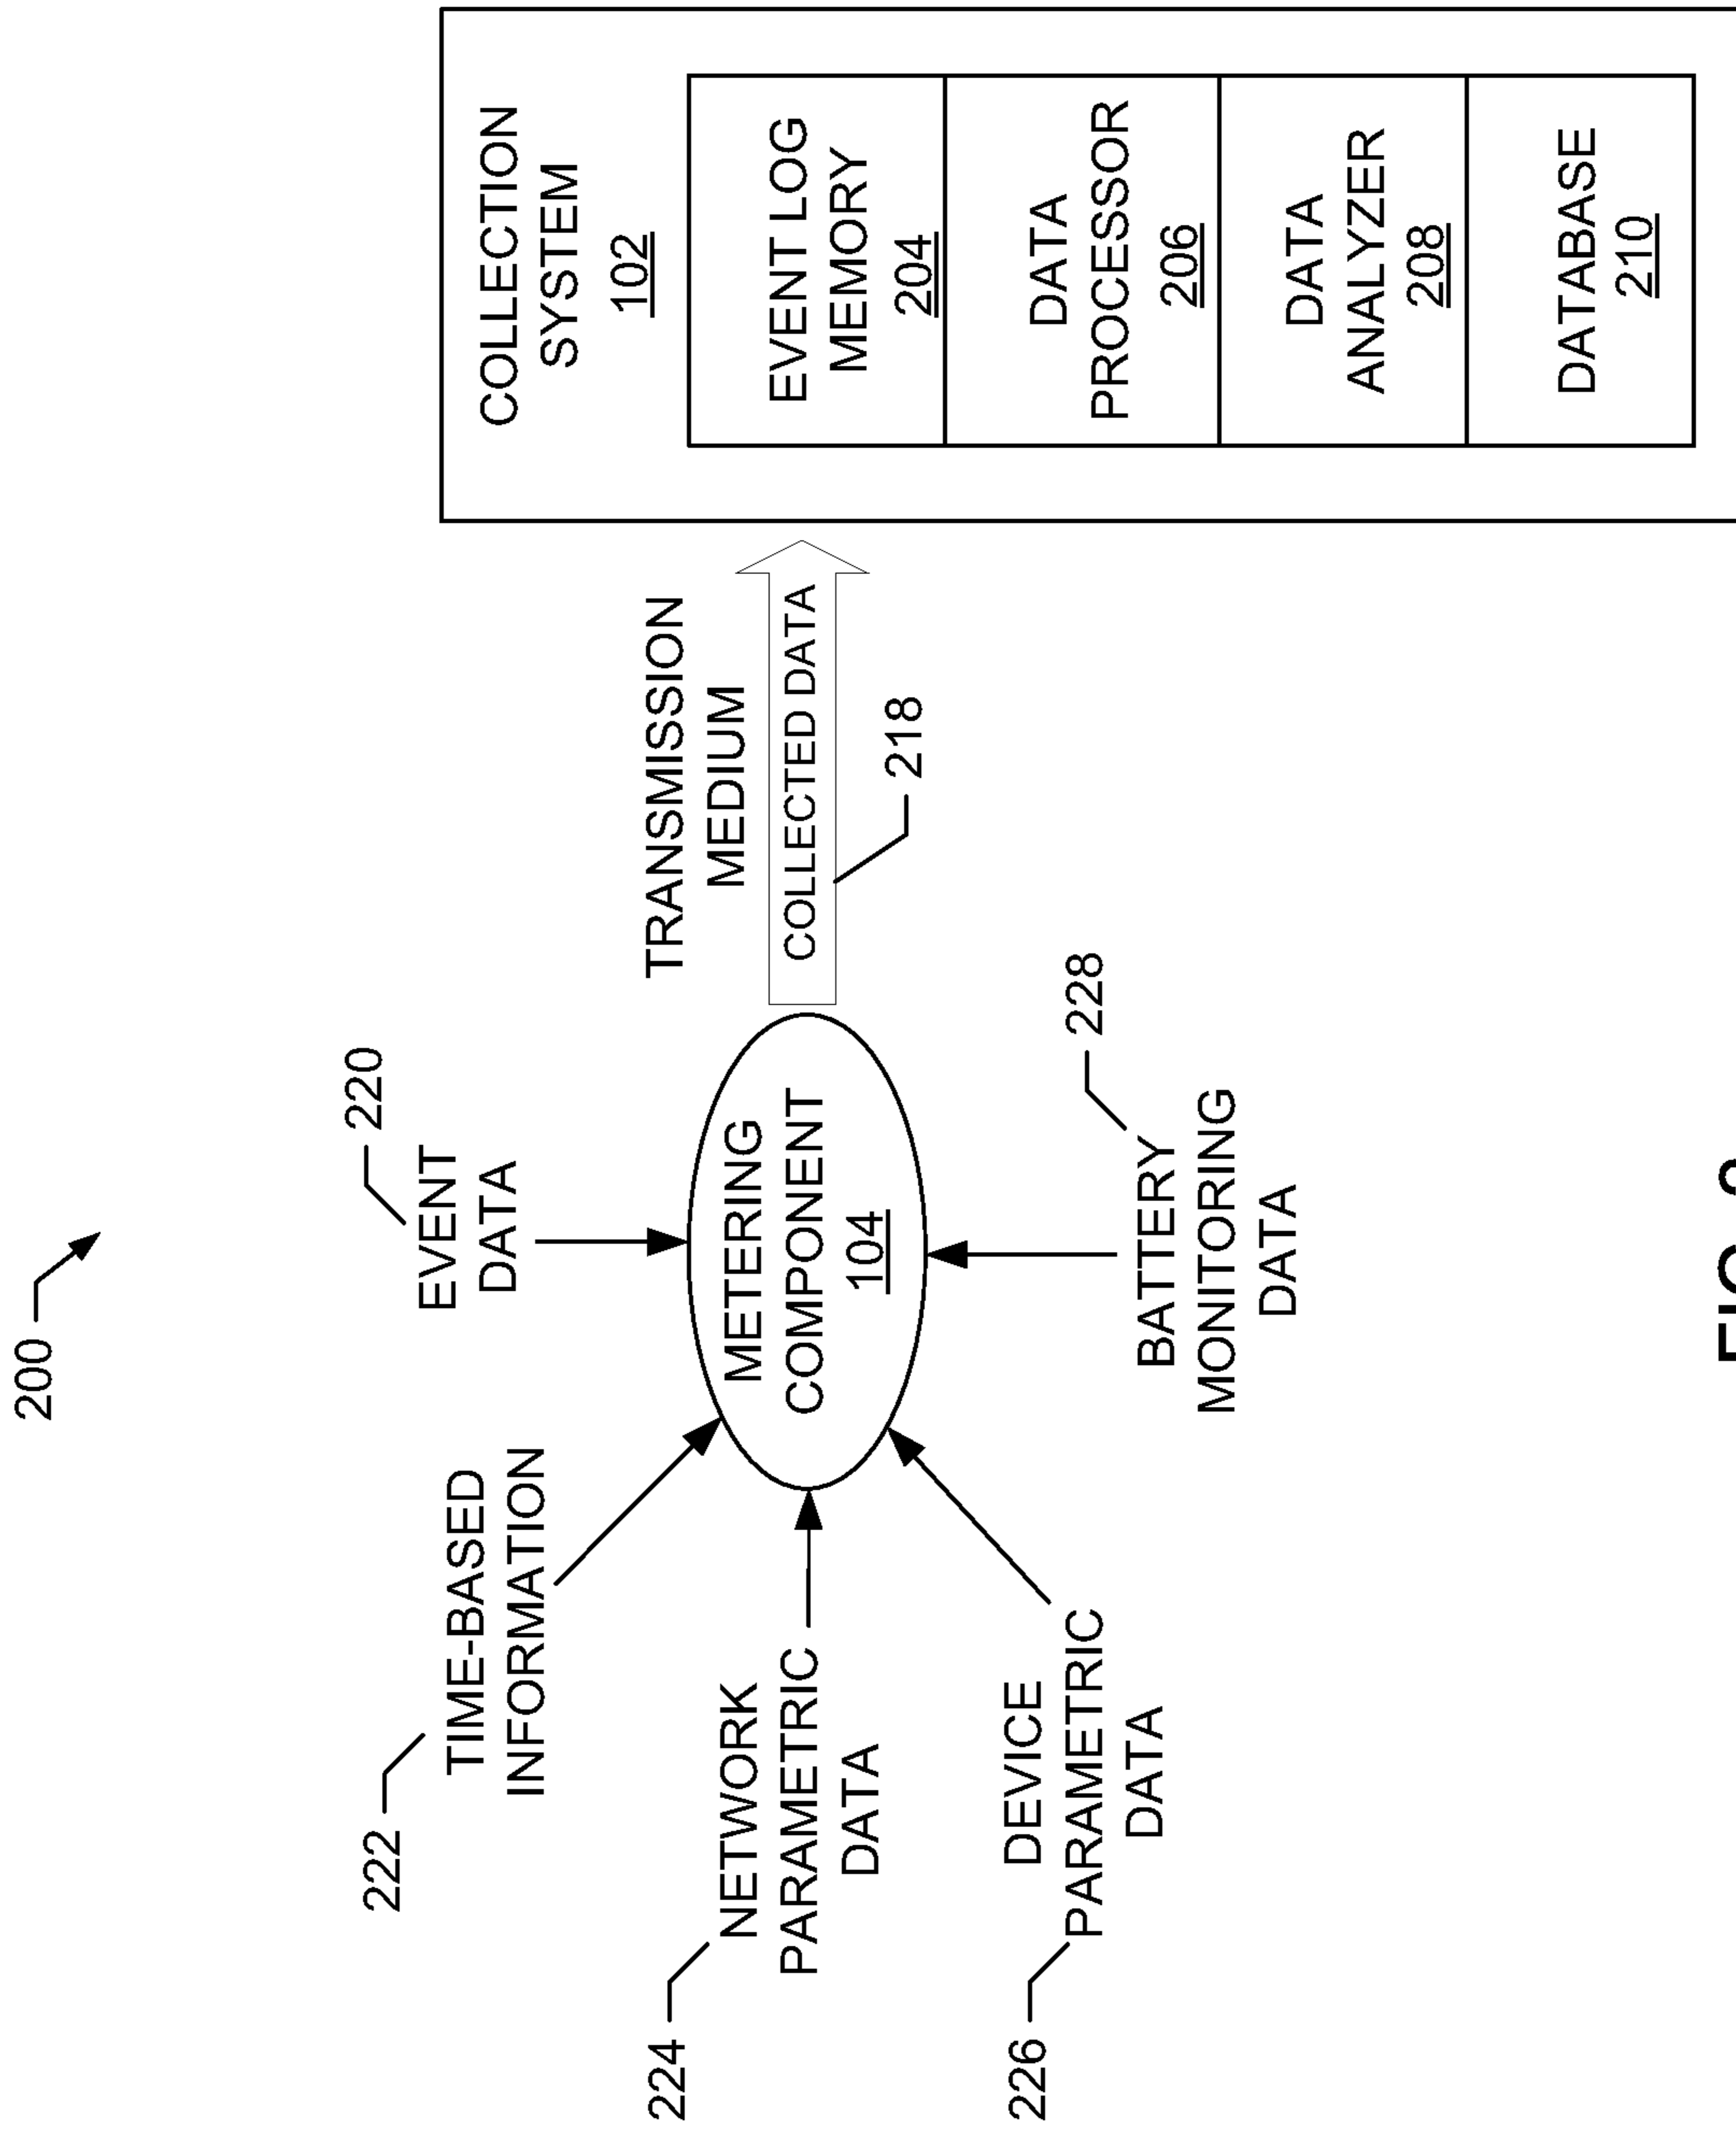 200
222
TIME-BASED
INFORMATION
220
EVENT
DATA
224
NETWORK
PARAMETRIC
DATA
METERING
COMPONENT
104
226
DEVICE
PARAMETRIC
DATA
228
BATTERY
MONITORING
DATA
TRANSMISSION
MEDIUM
COLLECTED DATA
218
COLLECTION
SYSTEM
102
EVENT LOG
MEMORY
204
DATA
PROCESSOR
206
DATA
ANALYZER
208
DATABASE
210